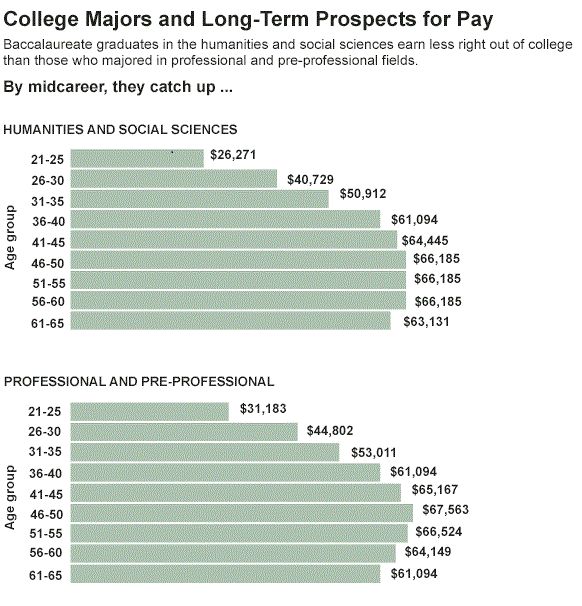 College Majors and Long-Term Prospects for Pay
Baccalaureate graduates in the humanities and social sciences earn less right out of college
than those who majored in professional and pre-professional fields.
By midcareer, they catch up ...
HUMANITIES AND SOCIAL SCIENCES
Age group
21-25 $26,271
26-30 $40,729
31-35 $50,912
36-40 $61,094
41-45 $64,445
46-50 $66,185
51-55 $66,185
56-60 $66,185
61-65 $63,131
PROFESSIONAL AND PRE-PROFESSIONAL
Age group
21-25 $31,183
26-30 $44,802
31-35 $53,011
36-40 $61,094
41-45 $65,167
46-50 $67,563
51-55 $66,524
56-60 $64,149
61-65 $61,094